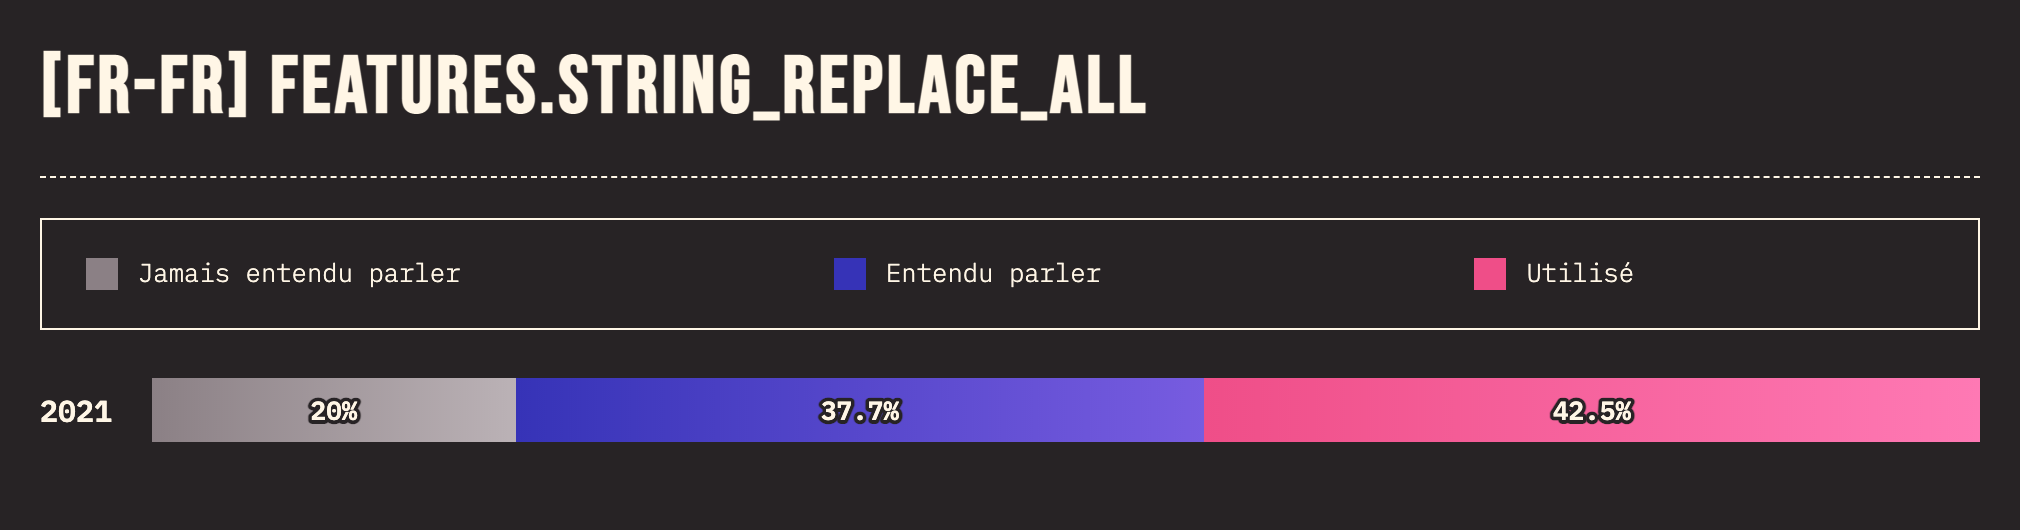 [FR-FR] FEATURES.STRING_REPLACE_ALL
Jamais entendu parler
Entendu parler
Utilisé
2021 20% 37.7% 42.5%